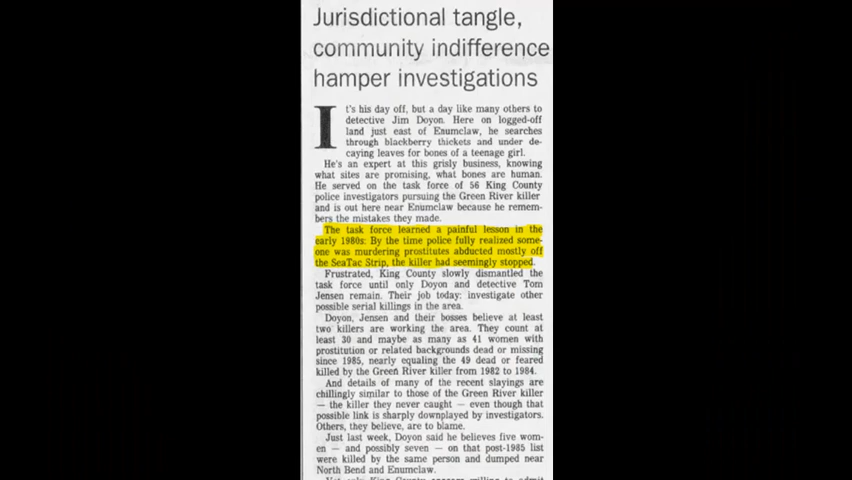 Jurisdictional tangle,
community indifference
hamper investigations
It's his day off, but a day like many others to
detective Jim Doyon. Here on logged-off
land just east of Enumclaw, he searches
through blackberry thickets and under de-
caying leaves for bones of a teenage girl.
He's an expert at this grisly business, knowing
what sites are promising, what bones are human.
He served on the task force of 56 King County
police investigators pursuing the Green River killer
and is out here near Enumclaw because he remem-
bers the mistakes they made.
The task force learned a painful lesson in the
early 1980s: By the time police fully realized some-
one was murdering prostitutes abducted mostly off
the SeaTac Strip, the killer had seemingly stopped.
Frustrated, King County slowly dismantled the
task force until only Doyon and detective Tom
Jensen remain. Their job today: investigate other
possible serial killings in the area.
Doyon, Jensen and their bosses believe at least
two killers are working the area. They count at
least 30 and maybe as many as 41 women with
prostitution or related backgrounds dead or missing
since 1985, nearly equaling the 49 dead or feared
killed by the Green River killer from 1982 to 1984.
And details of many of the recent slayings are
chillingly similar to those of the Green River killer
— the killer they never caught — even though that
possible link is sharply downplayed by investigators.
Others, they believe, are to blame.
Just last week, Doyon said he believes five wom-
en — and possibly seven — on that post-1985 list
were killed by the same person and dumped near
North Bend and Enumclaw.